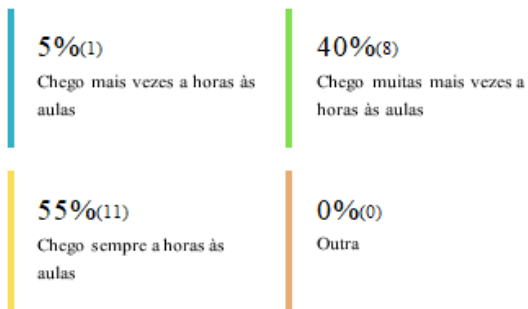 5%(1)
Chego mais vezes a horas às
aulas
40%(8)
Chego muitas mais vezes a
horas às aulas
55%(11)
Chego sempre a horas às
aulas
0%(0)
Outra